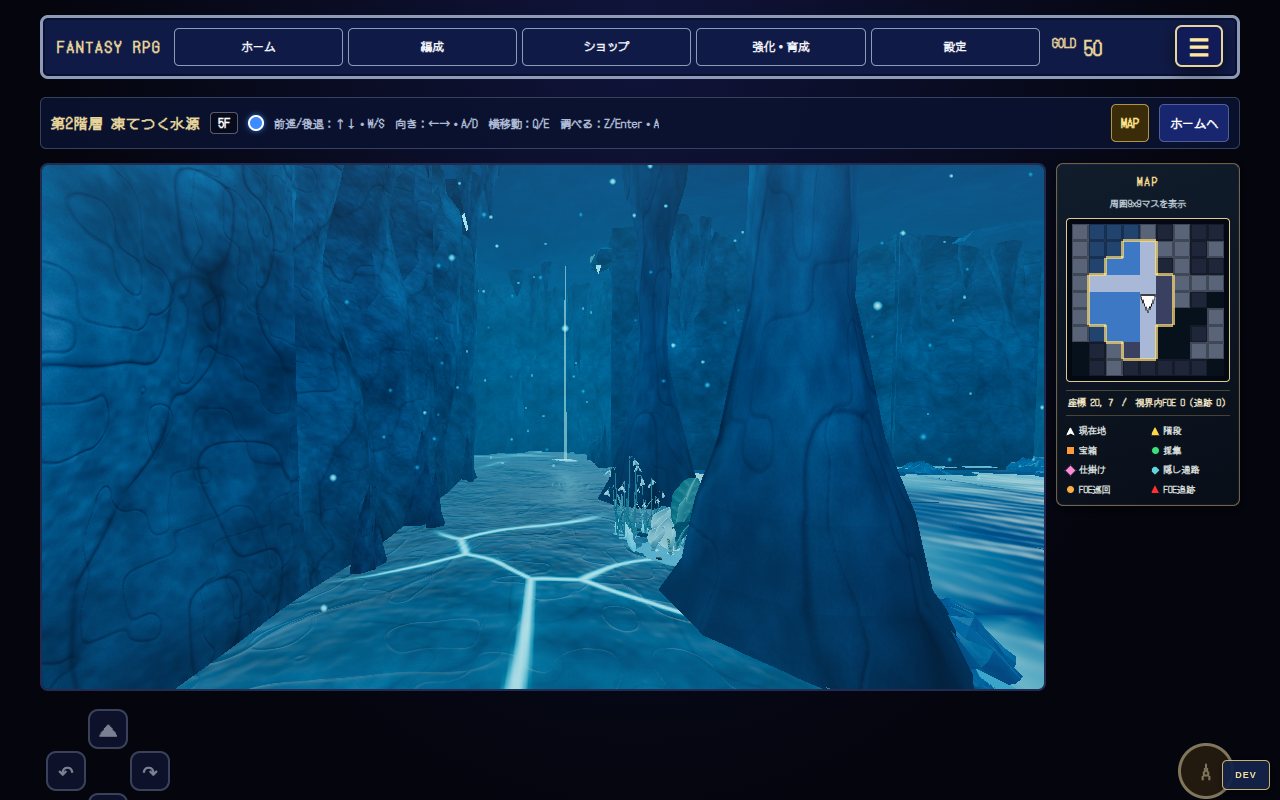 FANTASY RPG
ホーム
編成
ショップ
強化・育成
設定
GOLD 50
第2階層 凍てつく水源
5F
前進/後退：↑↓・W/S 向き：←→・A/D 横移動：Q/E 調べる：Z/Enter・A
MAP
ホームへ
MAP
周囲9x9マスを表示
座標 20, 7 / 視界内FOE 0 (追跡 0)
現在地
階段
宝箱
採集
仕掛け
隠し通路
FOE巡回
FOE追跡
A
DEV